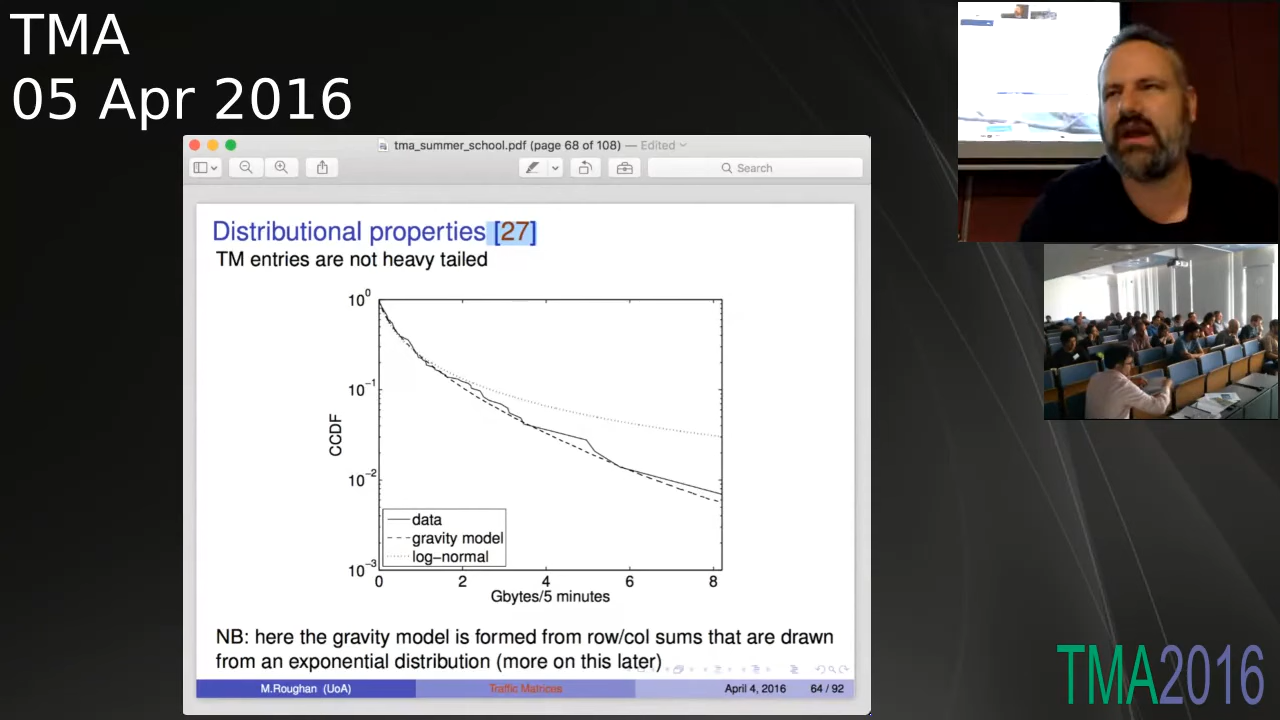 TMA
05 Apr 2016
tma_summer_school.pdf (page 68 of 108) — Edited
Search
Distributional properties [27]
TM entries are not heavy tailed
10^0
10^-1
10^-2
10^-3
CCDF
data
gravity model
log-normal
0 2 4 6 8
Gbytes/5 minutes
NB: here the gravity model is formed from row/col sums that are drawn
from an exponential distribution (more on this later)
M.Roughan (UoA) Traffic Matrices April 4, 2016 64 / 92
TMA2016